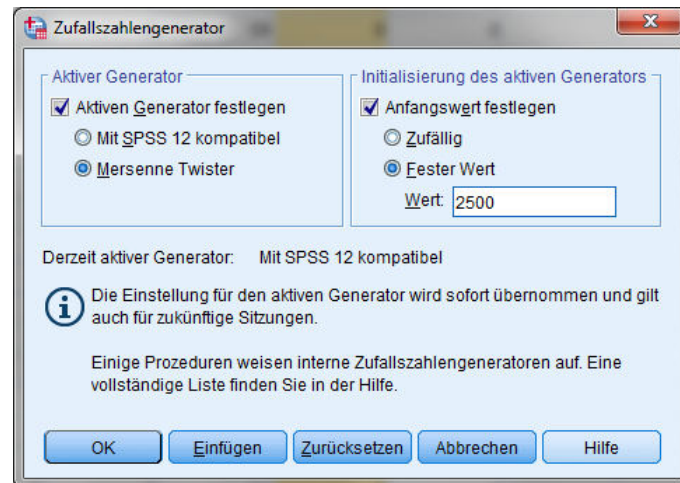 Zufallszahlengenerator
Aktiver Generator
Aktiven Generator festlegen
Mit SPSS 12 kompatibel
Mersenne Twister
Initialisierung des aktiven Generators
Anfangswert festlegen
Zufällig
Fester Wert
Wert: 2500
Derzeit aktiver Generator: Mit SPSS 12 kompatibel
Die Einstellung für den aktiven Generator wird sofort übernommen und gilt
auch für zukünftige Sitzungen.
Einige Prozeduren weisen interne Zufallszahlengeneratoren auf. Eine
vollständige Liste finden Sie in der Hilfe.
OK Einfügen Zurücksetzen Abbrechen Hilfe